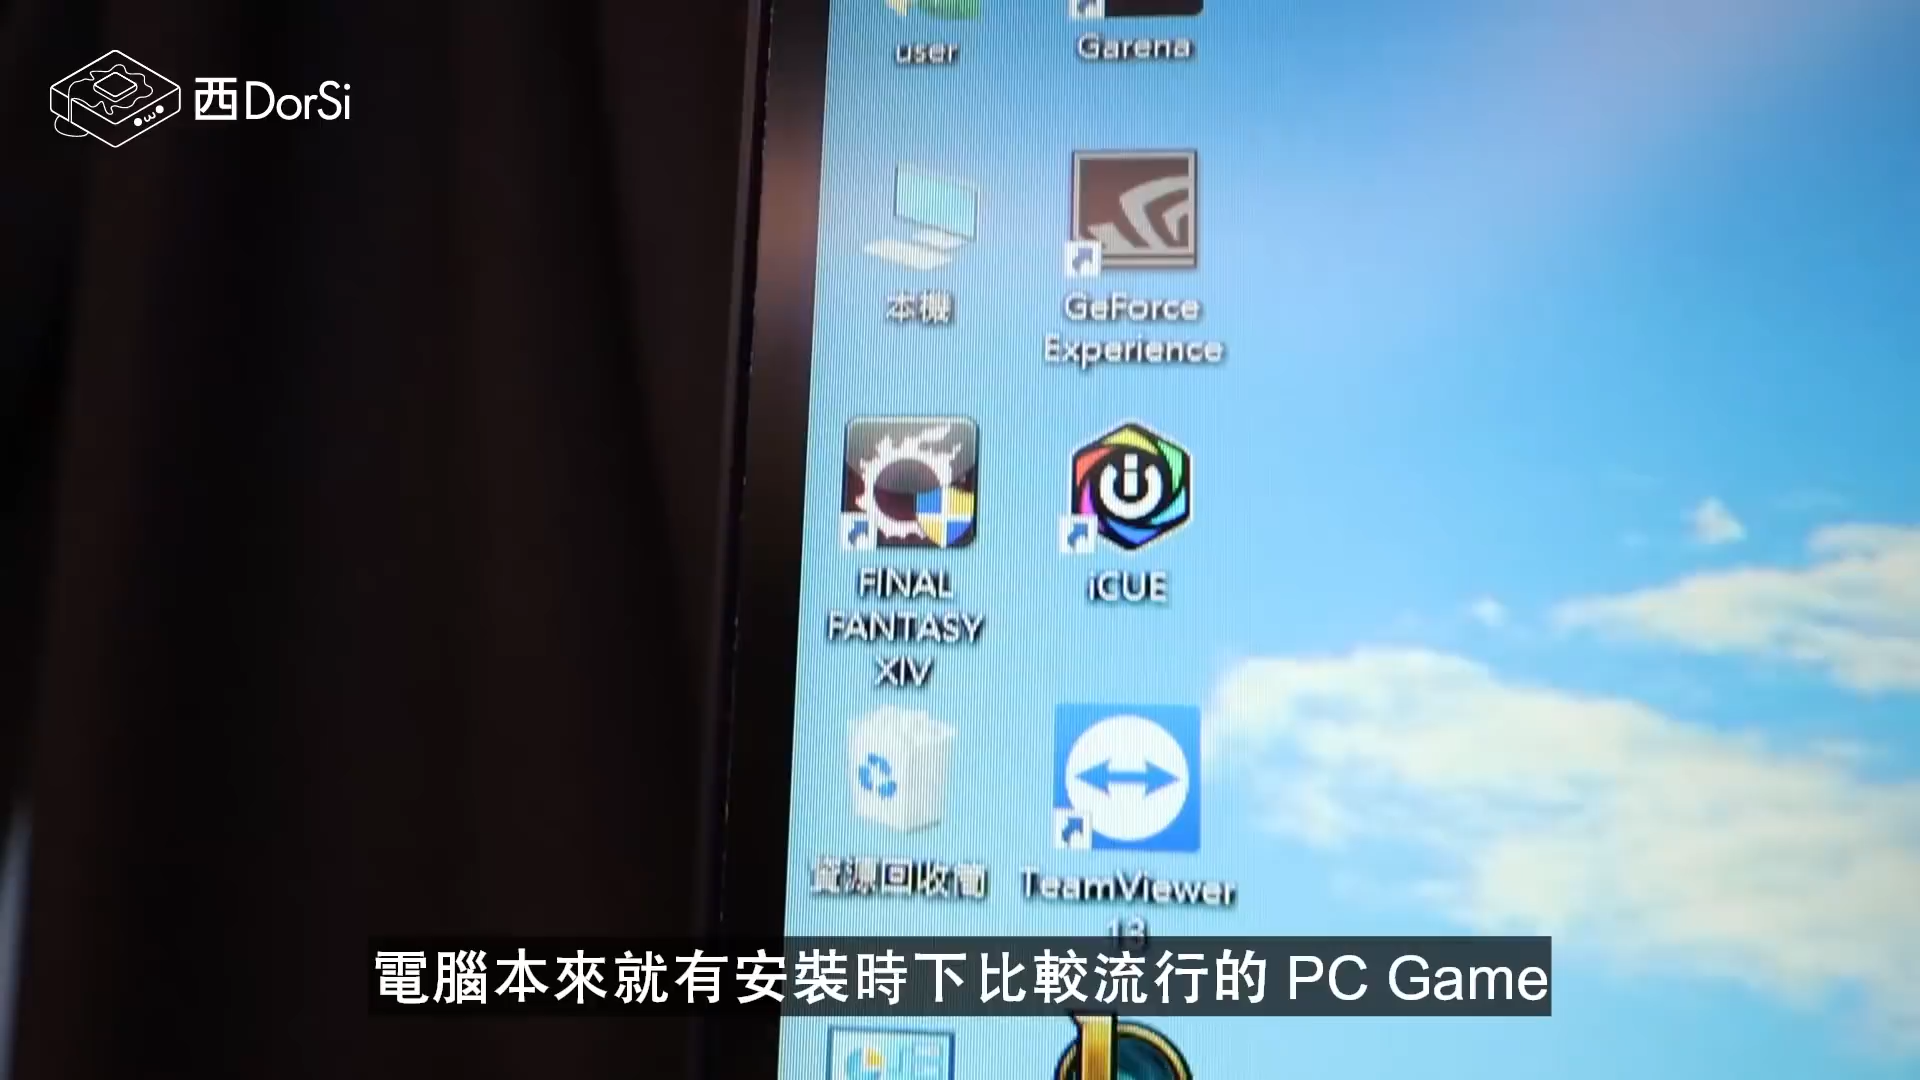 西DorSi
user
Garena
本機
GeForce
Experience
FINAL
FANTASY
XIV
iCUE
資源回收筒
TeamViewer
13
電腦本來就有安裝時下比較流行的 PC Game